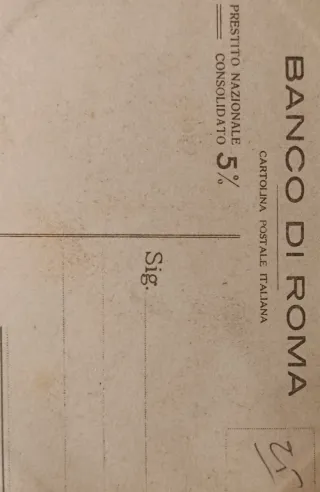 BANCO DI ROMA
CARTOLINA POSTALE ITALIANA
PRESTITO NAZIONALE
CONSOLIDATO 5%
Sig.